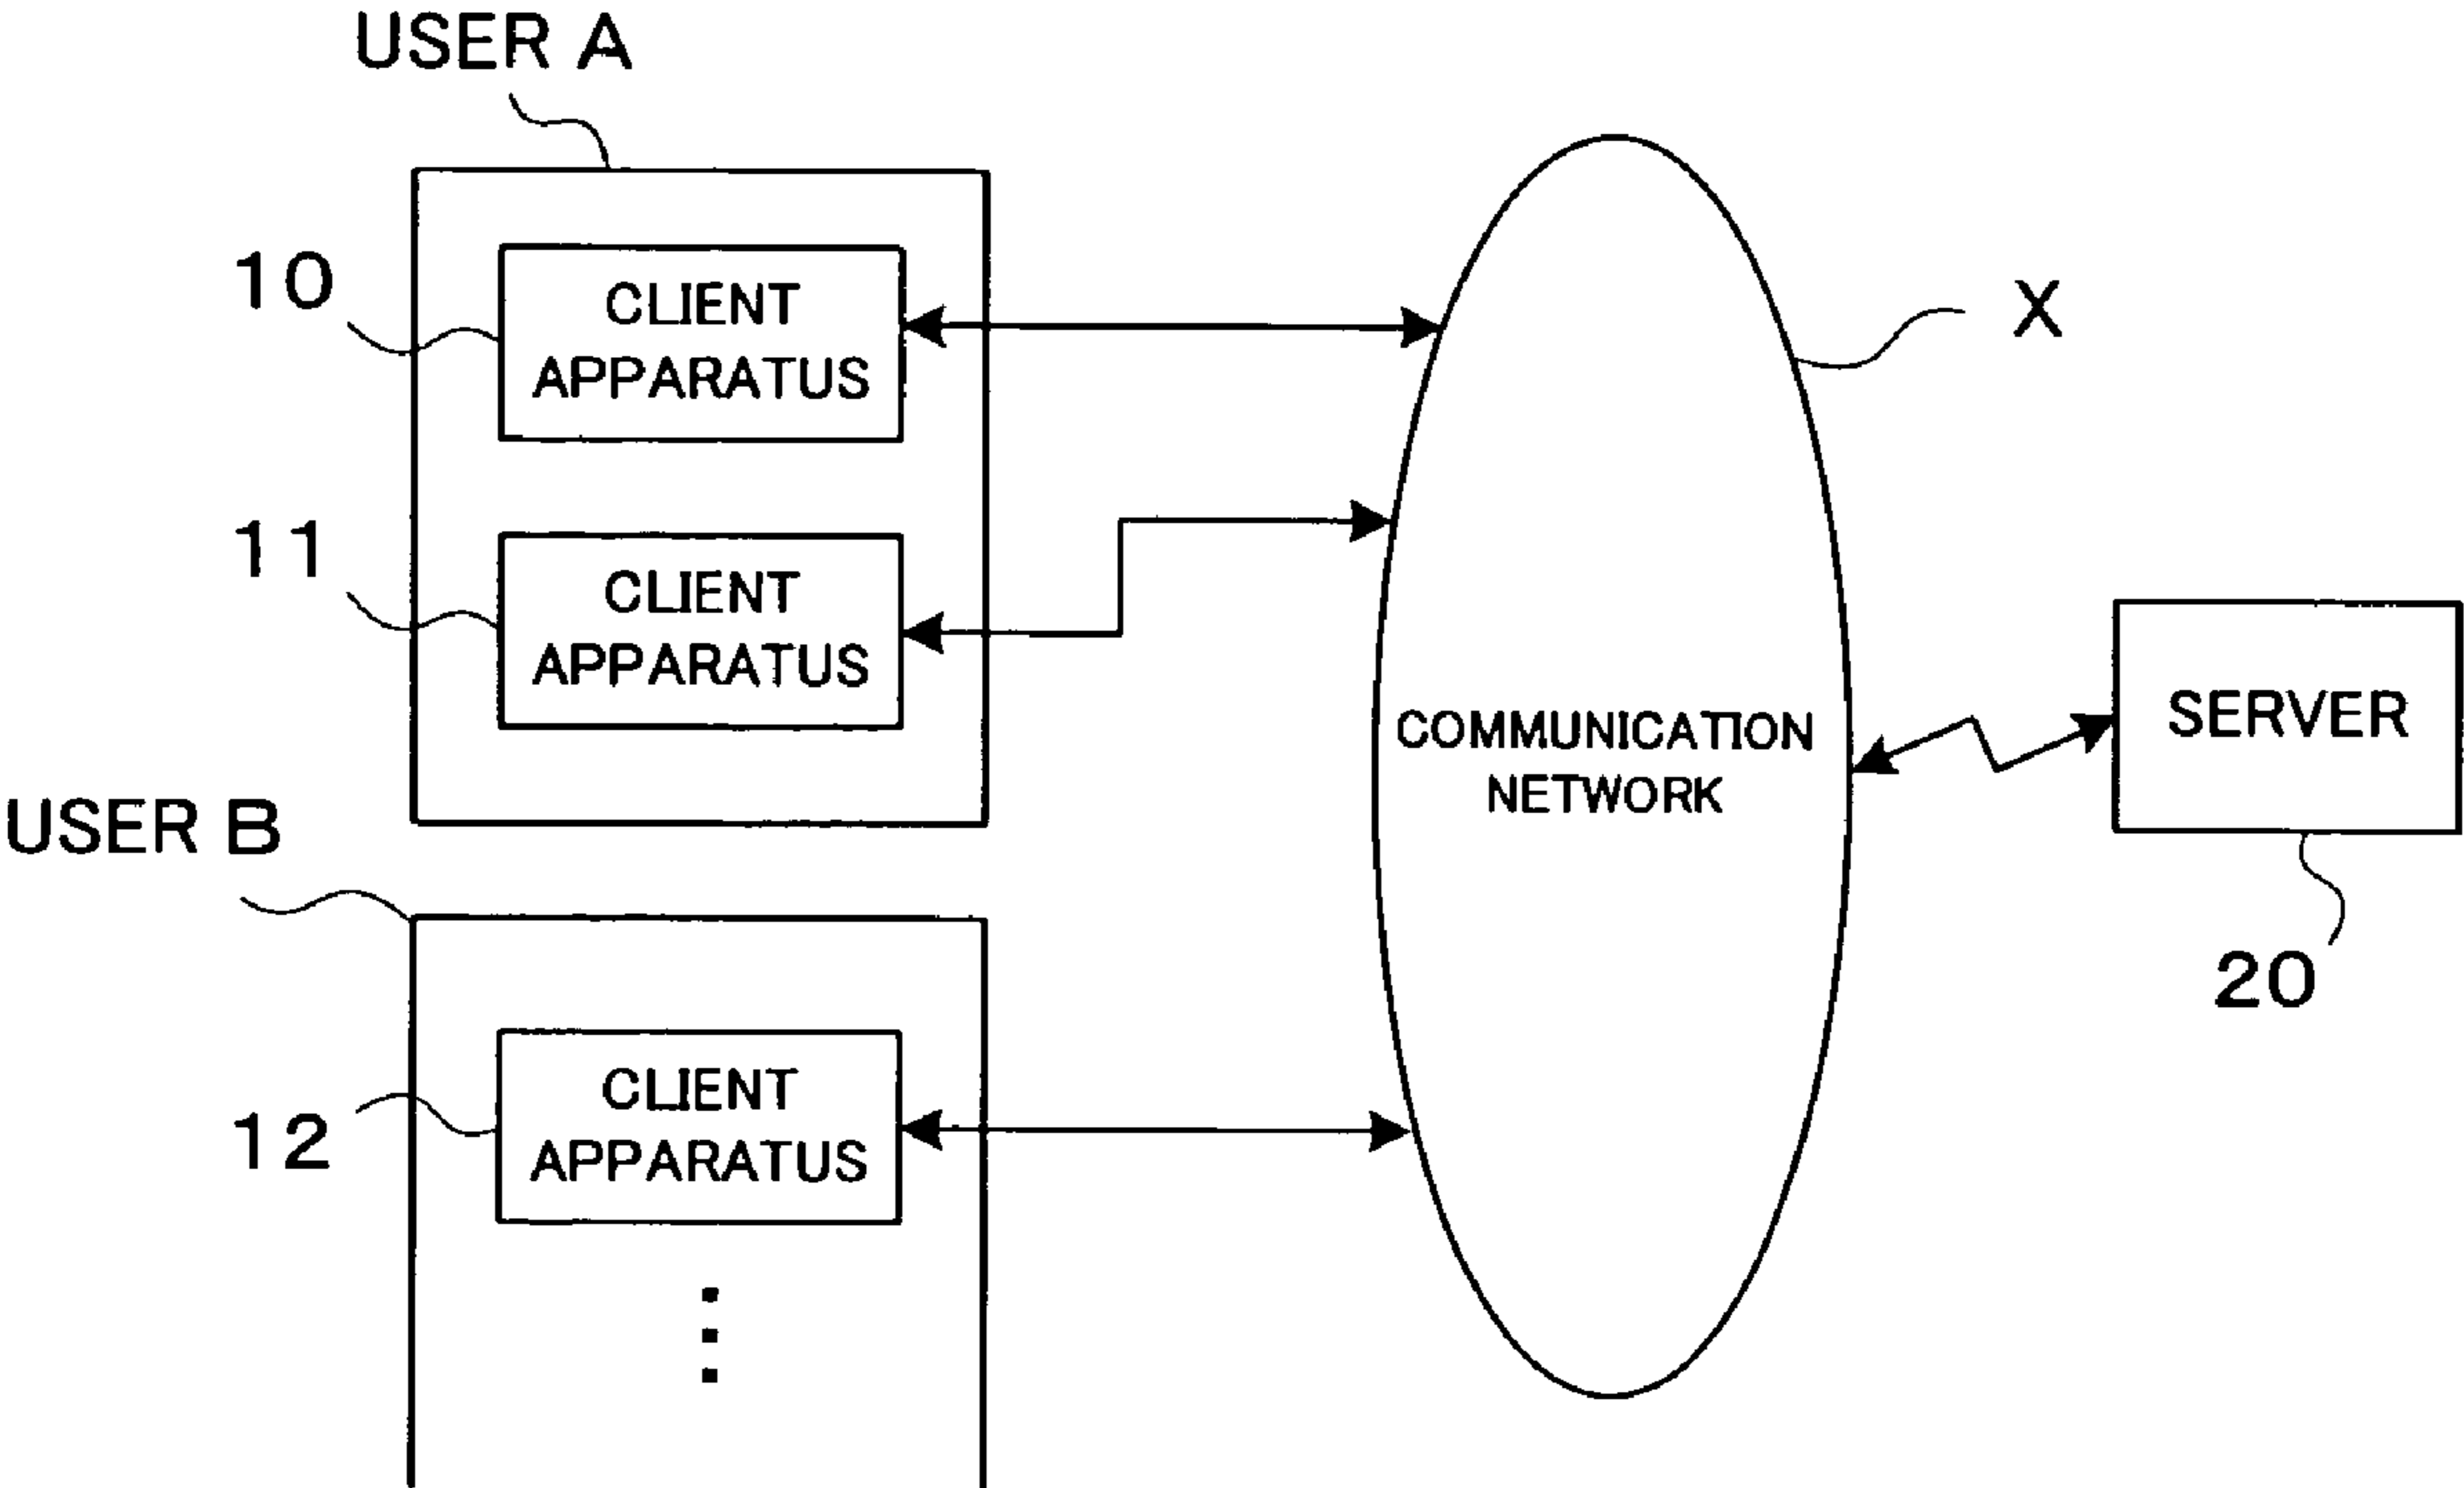 USER A
10
CLIENT
APPARATUS
X
11
CLIENT
APPARATUS
COMMUNICATION
NETWORK
SERVER
20
USER B
12
CLIENT
APPARATUS